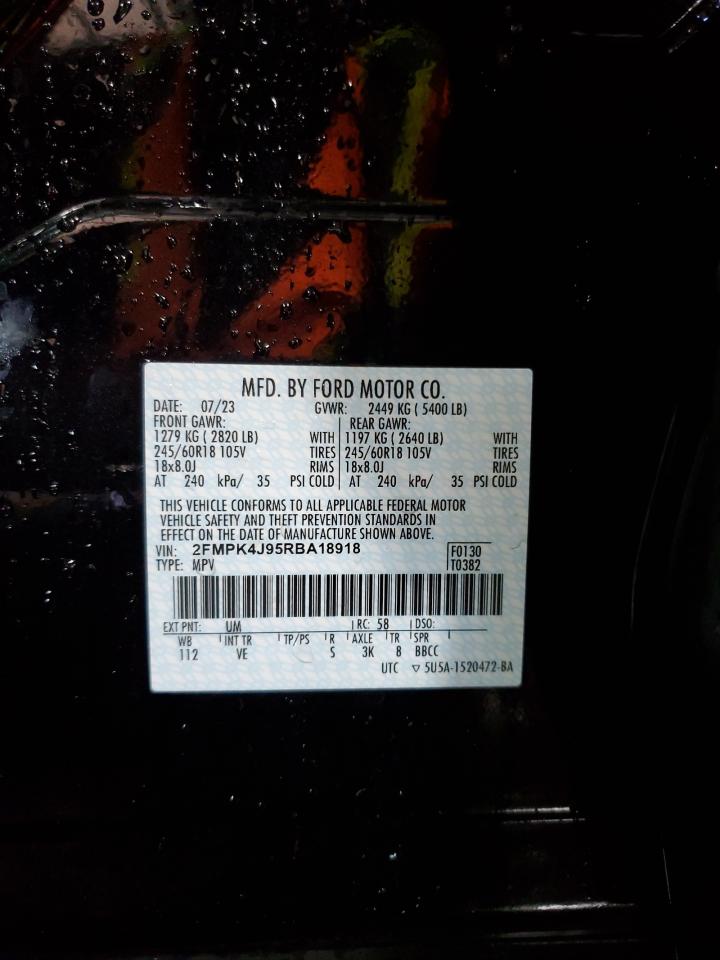 MFD. BY FORD MOTOR CO.
DATE: 07/23 GVWR: 2449 KG ( 5400 LB)
FRONT GAWR: REAR GAWR:
1279 KG ( 2820 LB) WITH 1197 KG ( 2640 LB) WITH
245/60R18 105V TIRES 245/60R18 105V TIRES
18x8.0J RIMS 18x8.0J RIMS
AT 240 kPa/ 35 PSI COLD AT 240 kPa/ 35 PSI COLD
THIS VEHICLE CONFORMS TO ALL APPLICABLE FEDERAL MOTOR
VEHICLE SAFETY AND THEFT PREVENTION STANDARDS IN
EFFECT ON THE DATE OF MANUFACTURE SHOWN ABOVE.
VIN: 2FMPK4J95RBA18918 F0130
TYPE: MPV T0382
EXT PNT: UM RC: 58 DSO:
WB INT TR TP/PS R AXLE TR SPR
112 VE S 3K 8 BBCC
UTC ▽ 5U5A-1520472-BA